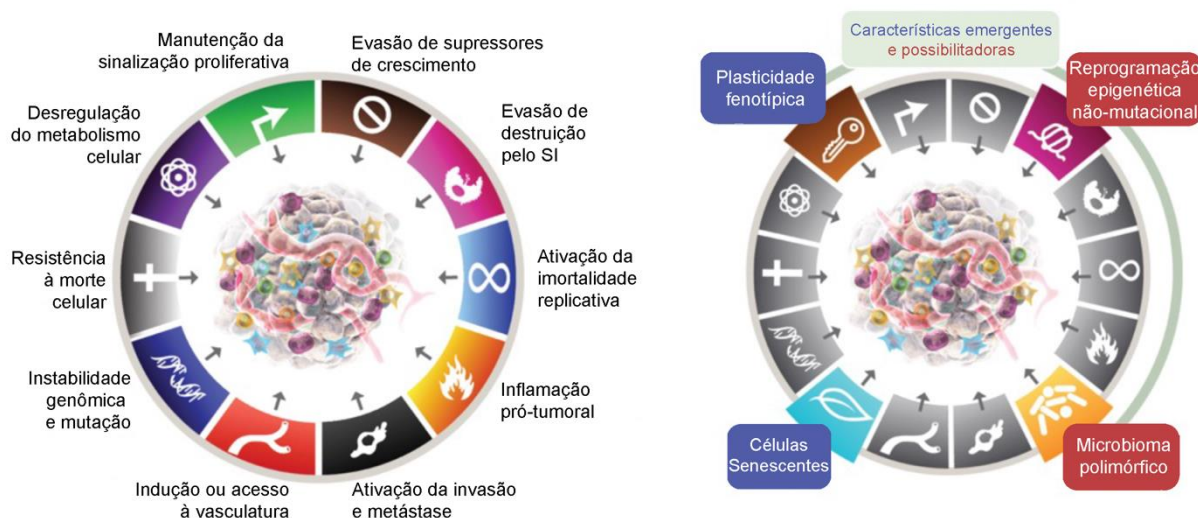 Manutenção da
sinalização proliferativa
Evasão de supressores
de crescimento
Desregulação
do metabolismo
celular
Evasão de
destruição
pelo SI
Resistência
à morte
celular
Ativação da
imortalidade
replicativa
Instabilidade
genômica
e mutação
Inflamação
pró-tumoral
Indução ou acesso
à vasculatura
Ativação da invasão
e metástase
Características emergentes
e possibilitadoras
Plasticidade
fenotípica
Reprogramação
epigenética
não-mutacional
Células
Senescentes
Microbioma
polimórfico